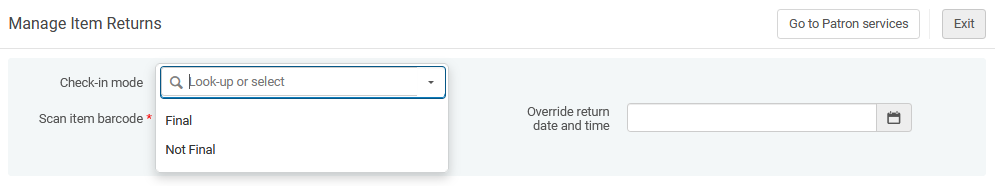 Manage Item Returns
Go to Patron services
Exit
Check-in mode
Look-up or select
Final
Not Final
Scan item barcode *
Override return
date and time